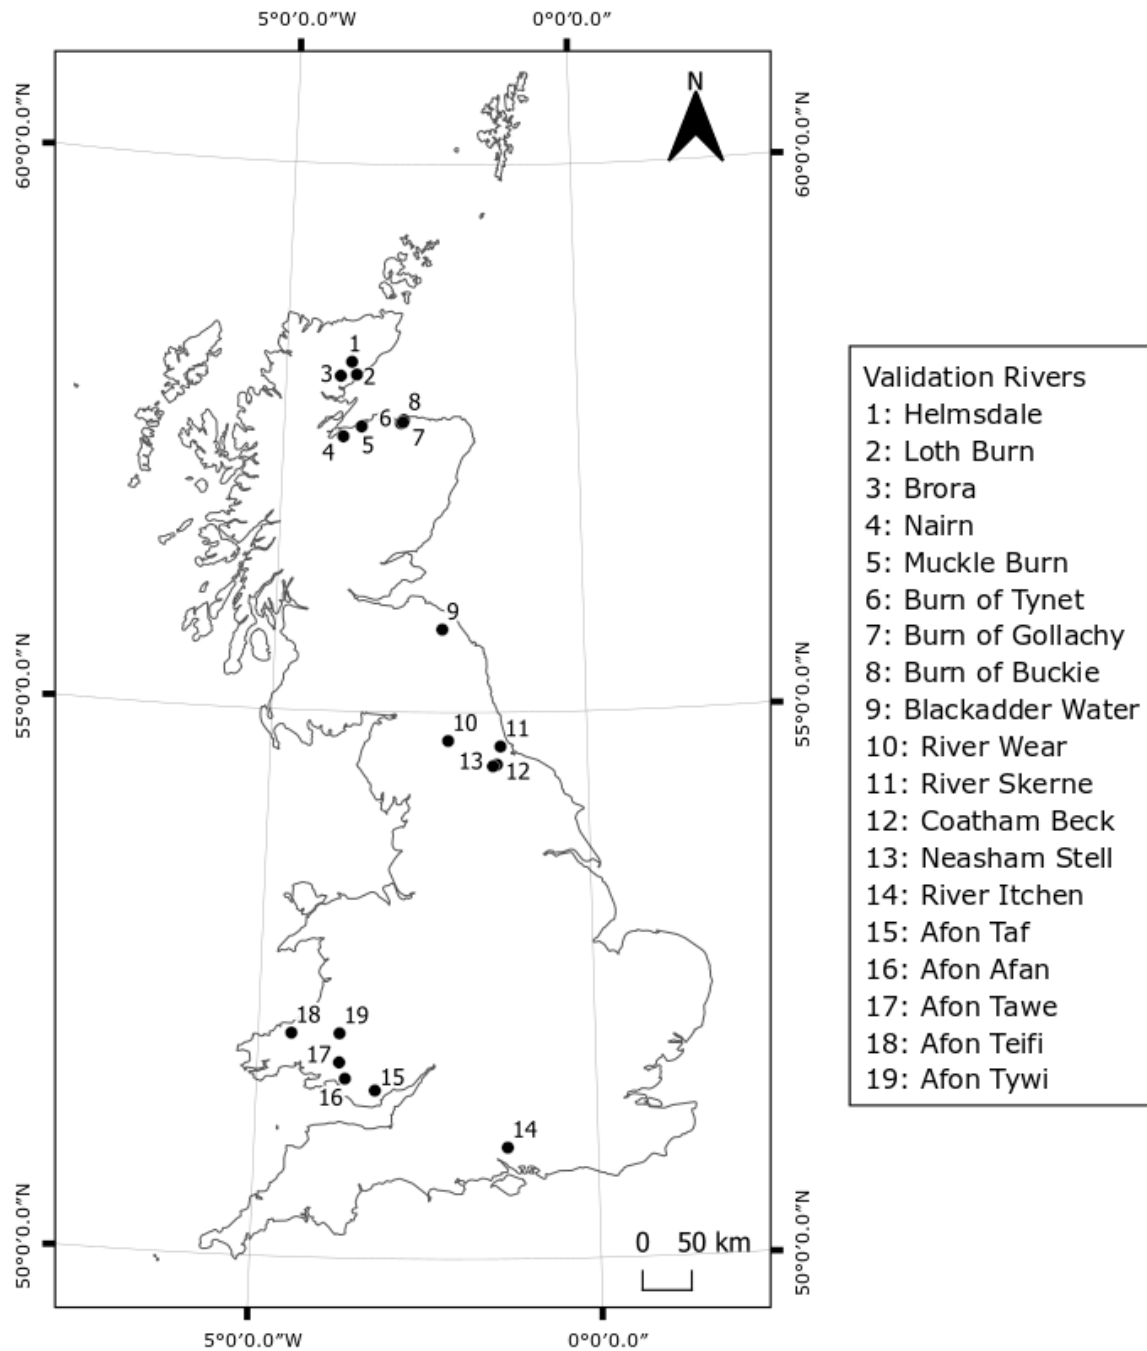 5°0′0.0″W 0°0′0.0″
N
60°0′0.0″N
60°0′0.0″N
1
3 2
8
6
5 7
4
9
55°0′0.0″N
55°0′0.0″N
10 11
13 12
18 19
17
15
16
14
0 50 km
50°0′0.0″N
50°0′0.0″N
5°0′0.0″W 0°0′0.0″
Validation Rivers
1: Helmsdale
2: Loth Burn
3: Brora
4: Nairn
5: Muckle Burn
6: Burn of Tynet
7: Burn of Gollachy
8: Burn of Buckie
9: Blackadder Water
10: River Wear
11: River Skerne
12: Coatham Beck
13: Neasham Stell
14: River Itchen
15: Afon Taf
16: Afon Afan
17: Afon Tawe
18: Afon Teifi
19: Afon Tywi